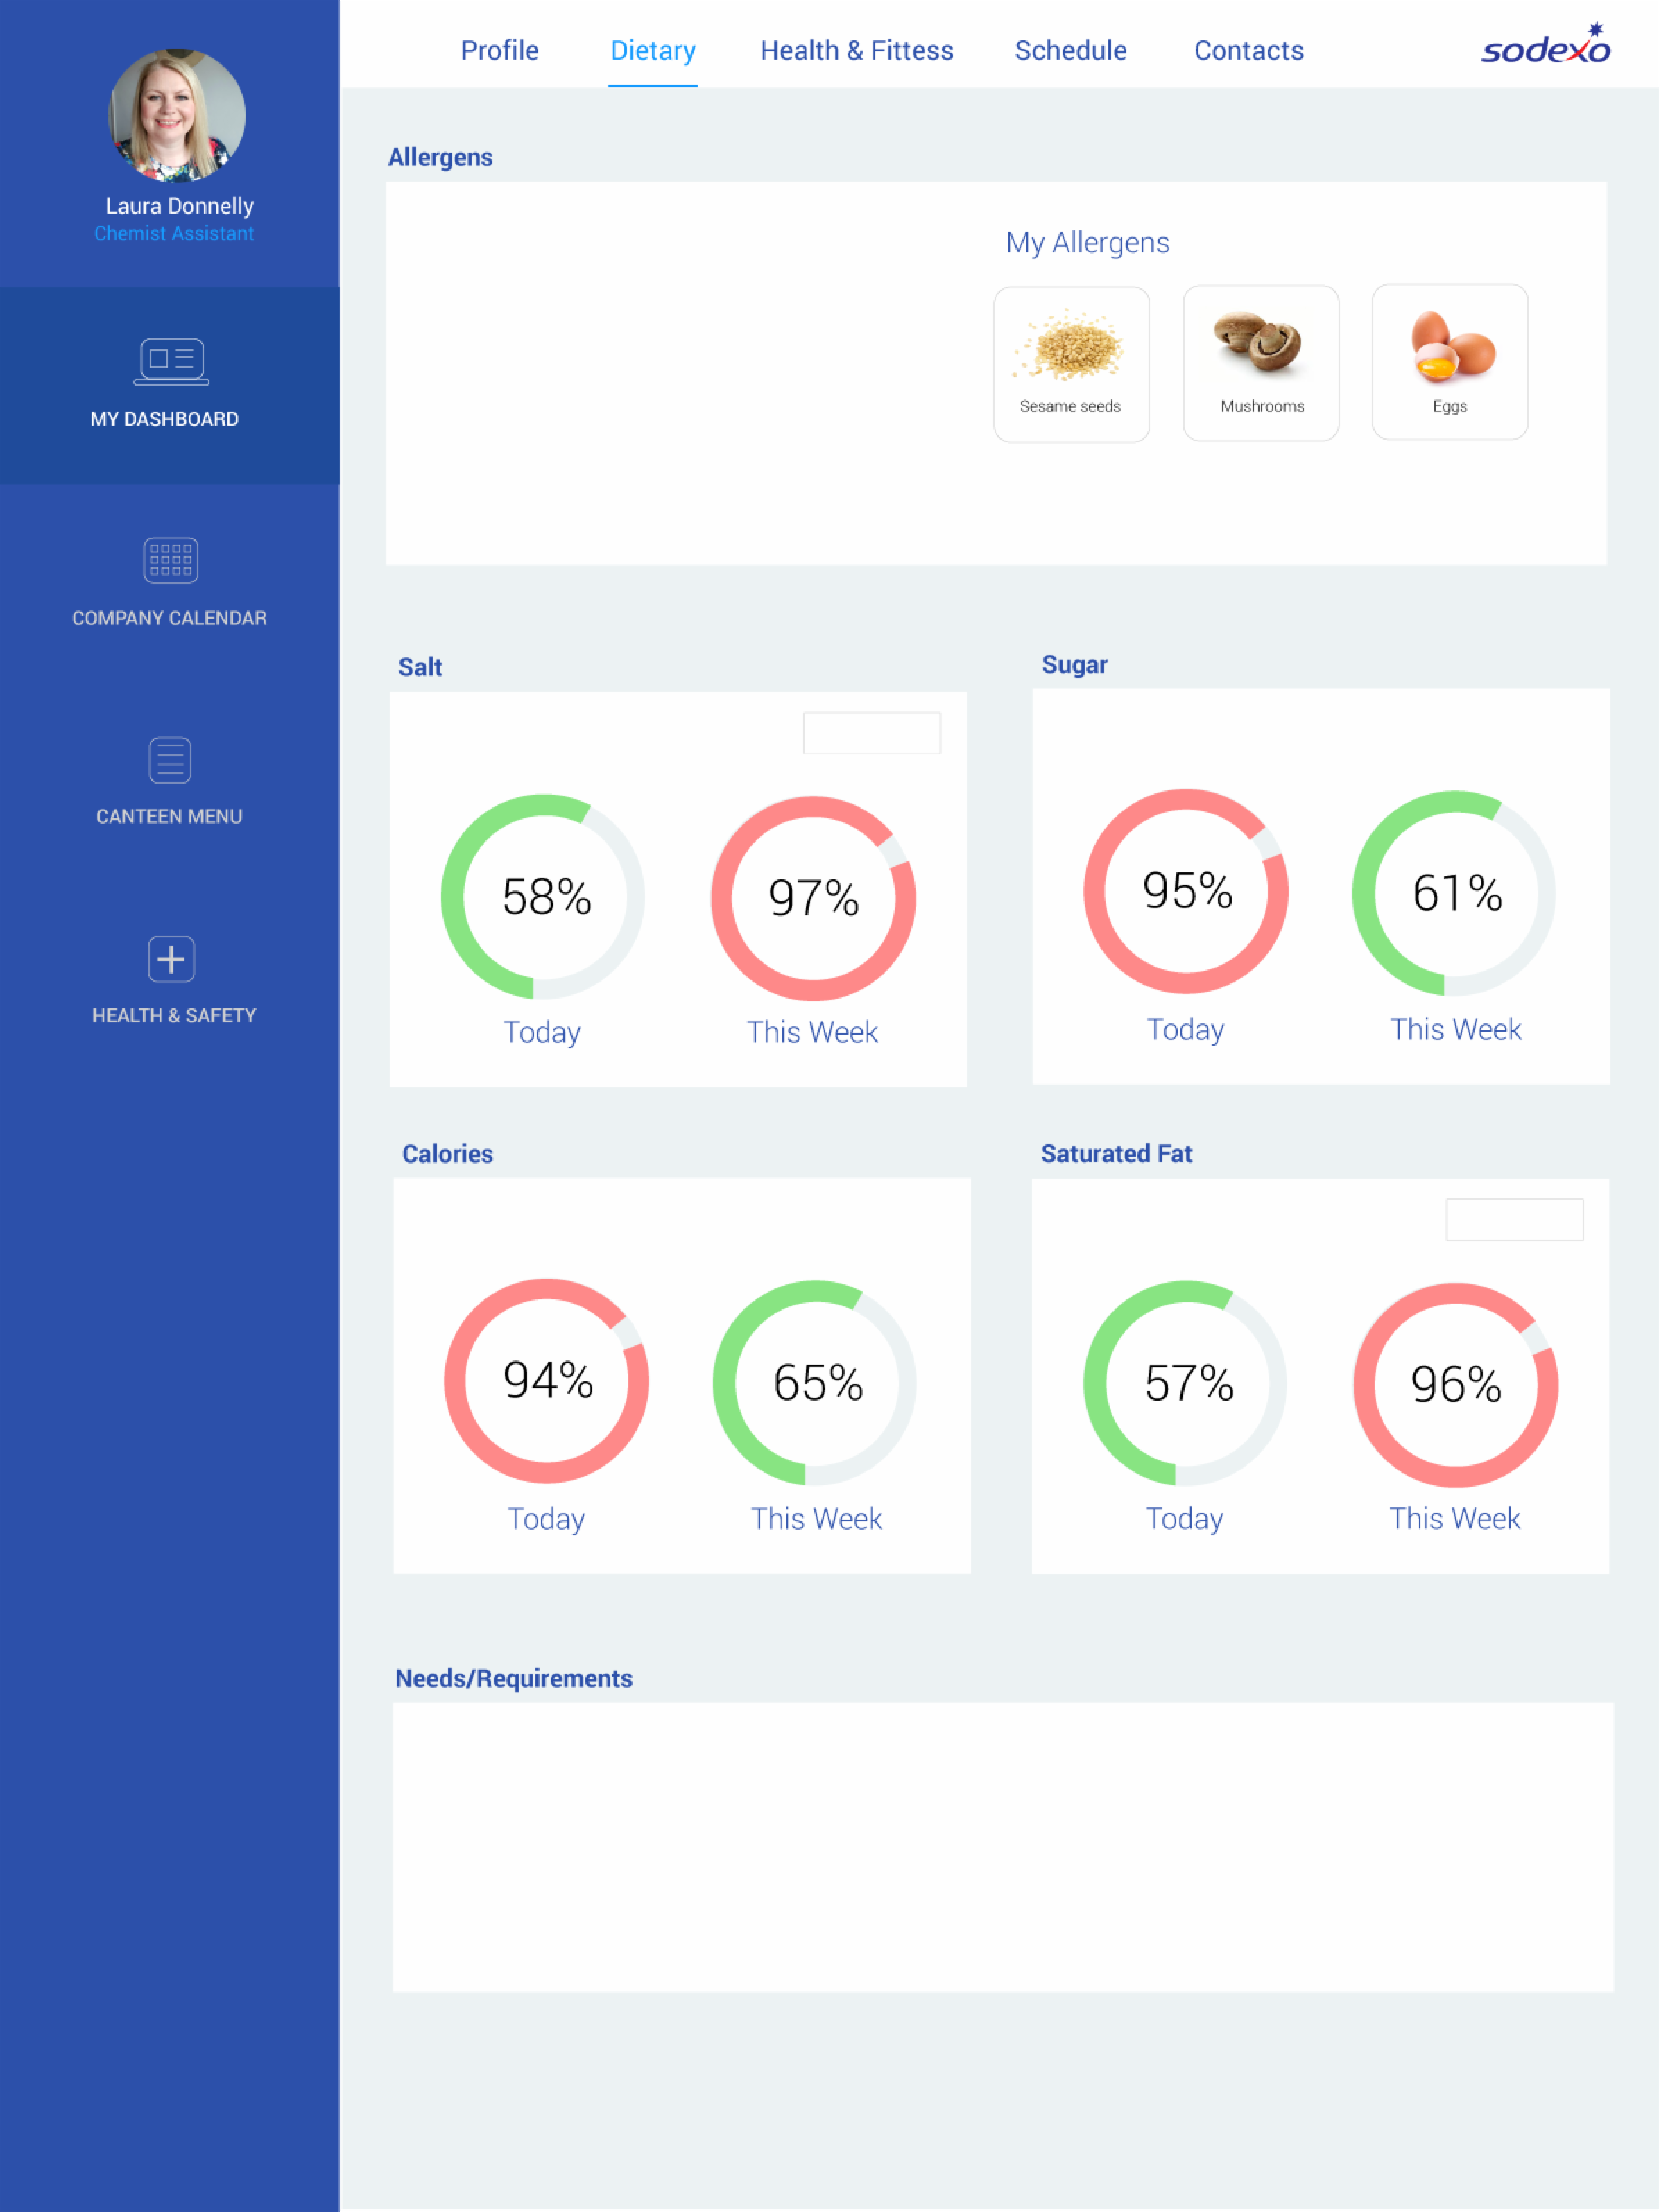 Profile
Dietary
Health & Fittess
Schedule
Contacts
sodexo
Laura Donnelly
Chemist Assistant
MY DASHBOARD
COMPANY CALENDAR
CANTEEN MENU
HEALTH & SAFETY
Allergens
My Allergens
Sesame seeds
Mushrooms
Eggs
Salt
58%
97%
Today
This Week
Sugar
95%
61%
Today
This Week
Calories
94%
65%
Today
This Week
Saturated Fat
57%
96%
Today
This Week
Needs/Requirements